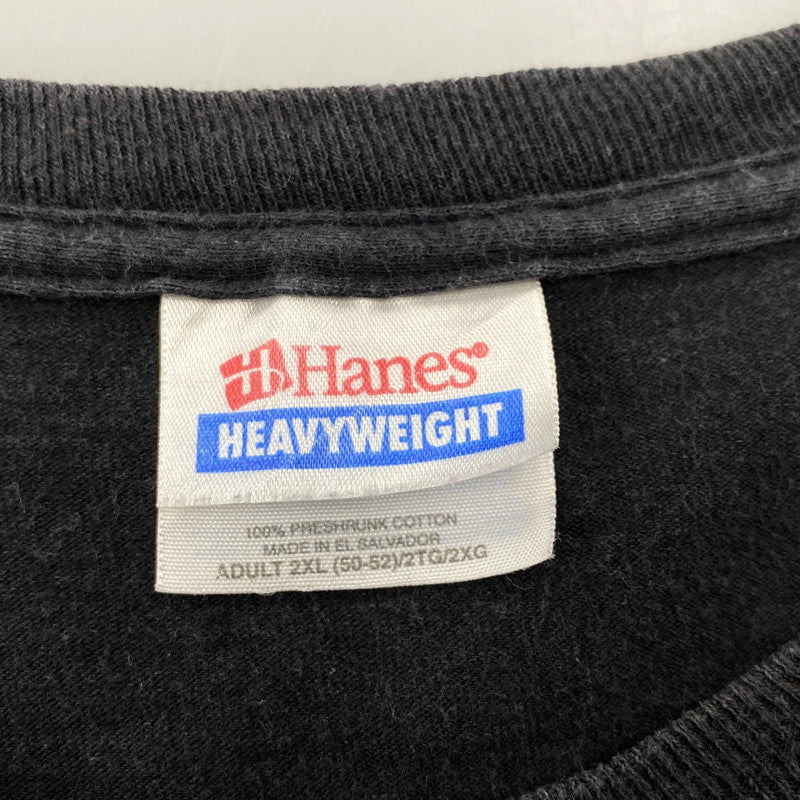 Hanes®
HEAVYWEIGHT
100% PRESHRUNK COTTON
MADE IN EL SALVADOR
ADULT 2XL (50-52)/2TG/2XG